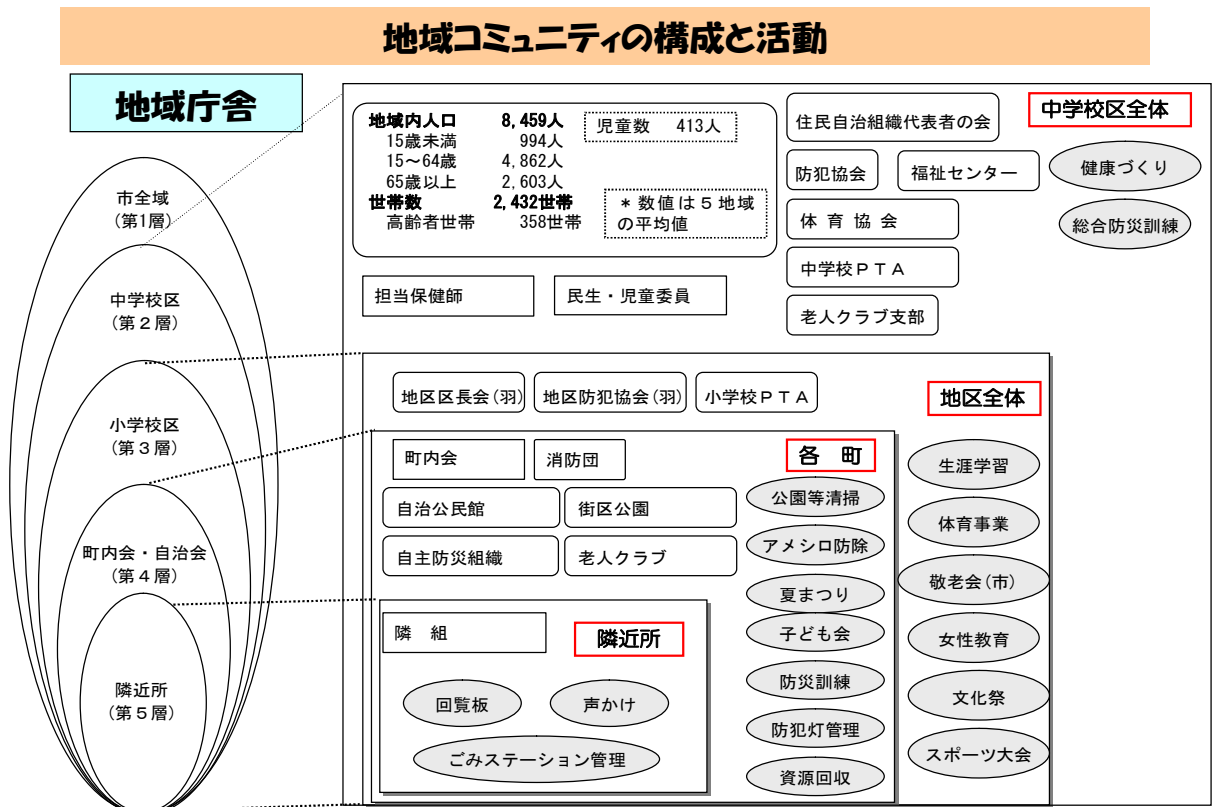 地域コミュニティの構成と活動
地域庁舎
市全域
(第1層)
中学校区
(第２層)
小学校区
(第３層)
町内会・自治会
(第４層)
隣近所
(第５層)
中学校区全体
地域内人口 8,459人
15歳未満 994人
15～64歳 4,862人
65歳以上 2,603人
世帯数 2,432世帯
高齢者世帯 358世帯
児童数 413人
＊数値は５地域
の平均値
担当保健師
民生・児童委員
住民自治組織代表者の会
防犯協会
福祉センター
体育協会
中学校ＰＴＡ
老人クラブ支部
健康づくり
総合防災訓練
地区全体
地区区長会(羽)
地区防犯協会(羽)
小学校ＰＴＡ
生涯学習
体育事業
敬老会(市)
女性教育
文化祭
スポーツ大会
各 町
町内会
消防団
自治公民館
街区公園
自主防災組織
老人クラブ
公園等清掃
アメシロ防除
夏まつり
子ども会
防災訓練
防犯灯管理
資源回収
隣近所
隣 組
回覧板
声かけ
ごみステーション管理